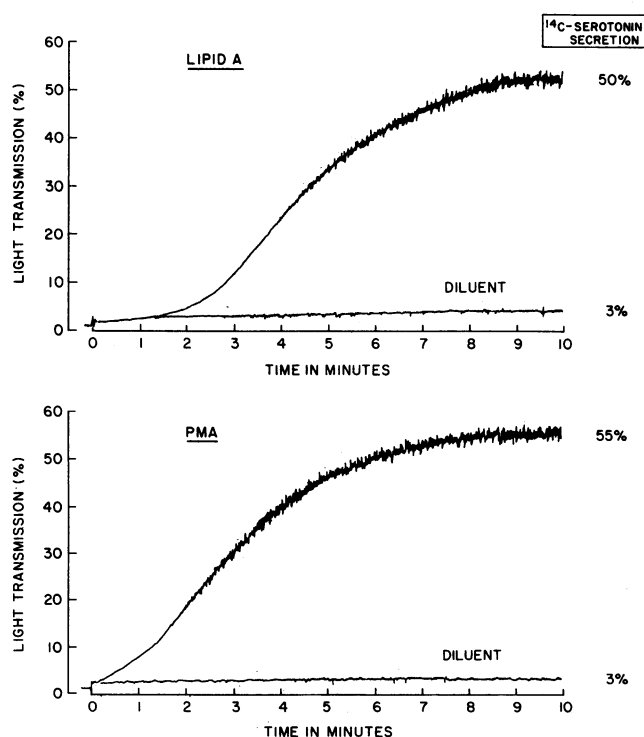 ¹⁴C-SEROTONIN
SECRETION
LIPID A
LIGHT TRANSMISSION (%)
60
50
40
30
20
10
0
50%
DILUENT
3%
0 1 2 3 4 5 6 7 8 9 10
TIME IN MINUTES
PMA
LIGHT TRANSMISSION (%)
60
50
40
30
20
10
0
55%
DILUENT
3%
0 1 2 3 4 5 6 7 8 9 10
TIME IN MINUTES